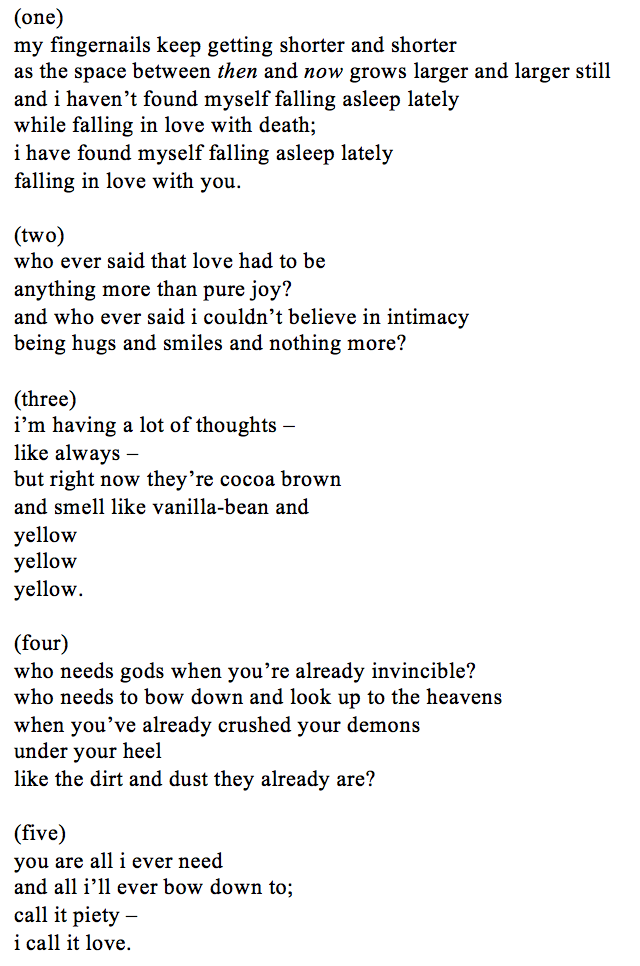 (one)
my fingernails keep getting shorter and shorter
as the space between then and now grows larger and larger still
and i haven’t found myself falling asleep lately
while falling in love with death;
i have found myself falling asleep lately
falling in love with you.

(two)
who ever said that love had to be
anything more than pure joy?
and who ever said i couldn’t believe in intimacy
being hugs and smiles and nothing more?

(three)
i’m having a lot of thoughts –
like always –
but right now they’re cocoa brown
and smell like vanilla-bean and
yellow
yellow
yellow.

(four)
who needs gods when you’re already invincible?
who needs to bow down and look up to the heavens
when you’ve already crushed your demons
under your heel
like the dirt and dust they already are?

(five)
you are all i ever need
and all i’ll ever bow down to;
call it piety –
i call it love.